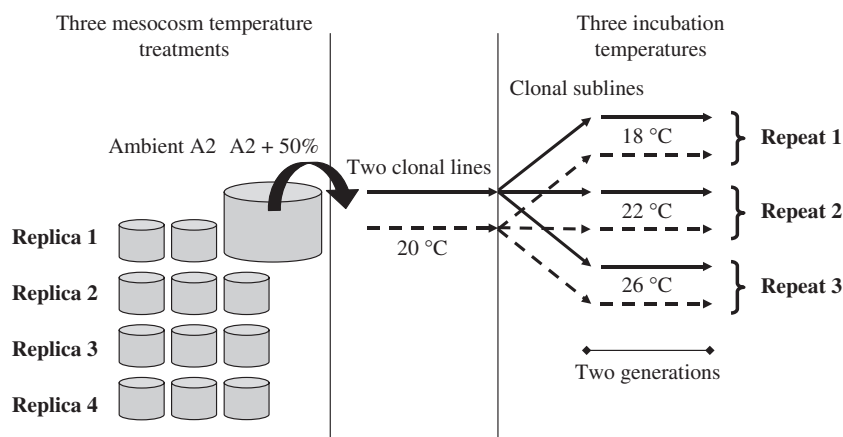 Three mesocosm temperature
treatments
Three incubation
temperatures
Clonal sublines
Ambient A2 A2 + 50%
Two clonal lines
20 °C
18 °C
22 °C
26 °C
Repeat 1
Repeat 2
Repeat 3
Replica 1
Replica 2
Replica 3
Replica 4
Two generations